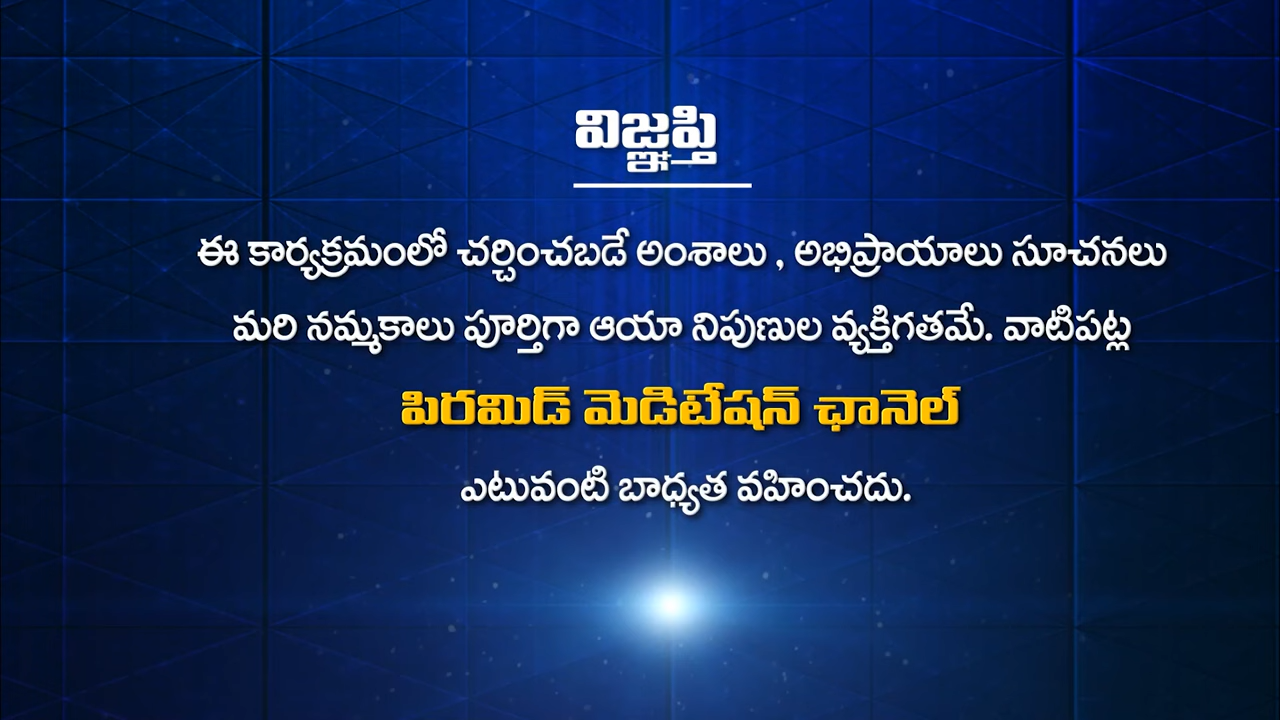 విజ్ఞప్తి
ఈ కార్యక్రమంలో చర్చించబడే అంశాలు , అభిప్రాయాలు సూచనలు
మరి నమ్మకాలు పూర్తిగా ఆయా నిపుణుల వ్యక్తిగతమే. వాటిపట్ల
పిరమిడ్ మెడిటేషన్ ఛానెల్
ఎటువంటి బాధ్యత వహించదు.